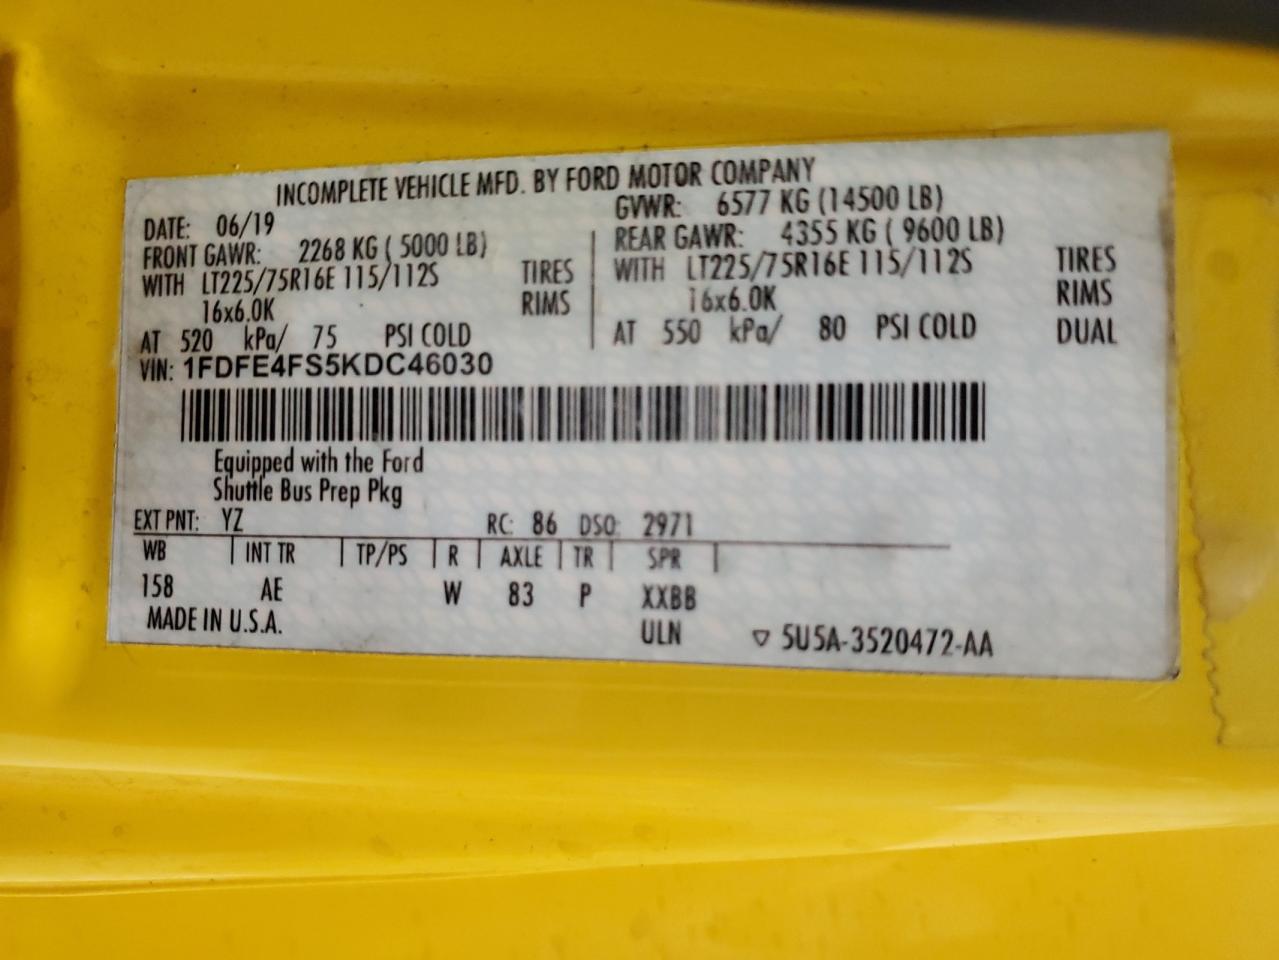 INCOMPLETE VEHICLE MFD. BY FORD MOTOR COMPANY
DATE: 06/19 GVWR: 6577 KG (14500 LB)
FRONT GAWR: 2268 KG ( 5000 LB) REAR GAWR: 4355 KG ( 9600 LB)
WITH LT225/75R16E 115/112S TIRES WITH LT225/75R16E 115/112S TIRES
16x6.0K RIMS 16x6.0K RIMS
AT 520 kPa/ 75 PSI COLD AT 550 kPa/ 80 PSI COLD DUAL
VIN: 1FDFE4FS5KDC46030
Equipped with the Ford
Shuttle Bus Prep Pkg
EXT PNT: YZ RC: 86 DSO: 2971
WB INT TR TP/PS R AXLE TR SPR
158 AE W 83 P XXBB
MADE IN U.S.A. ULN ▽ 5U5A-3520472-AA